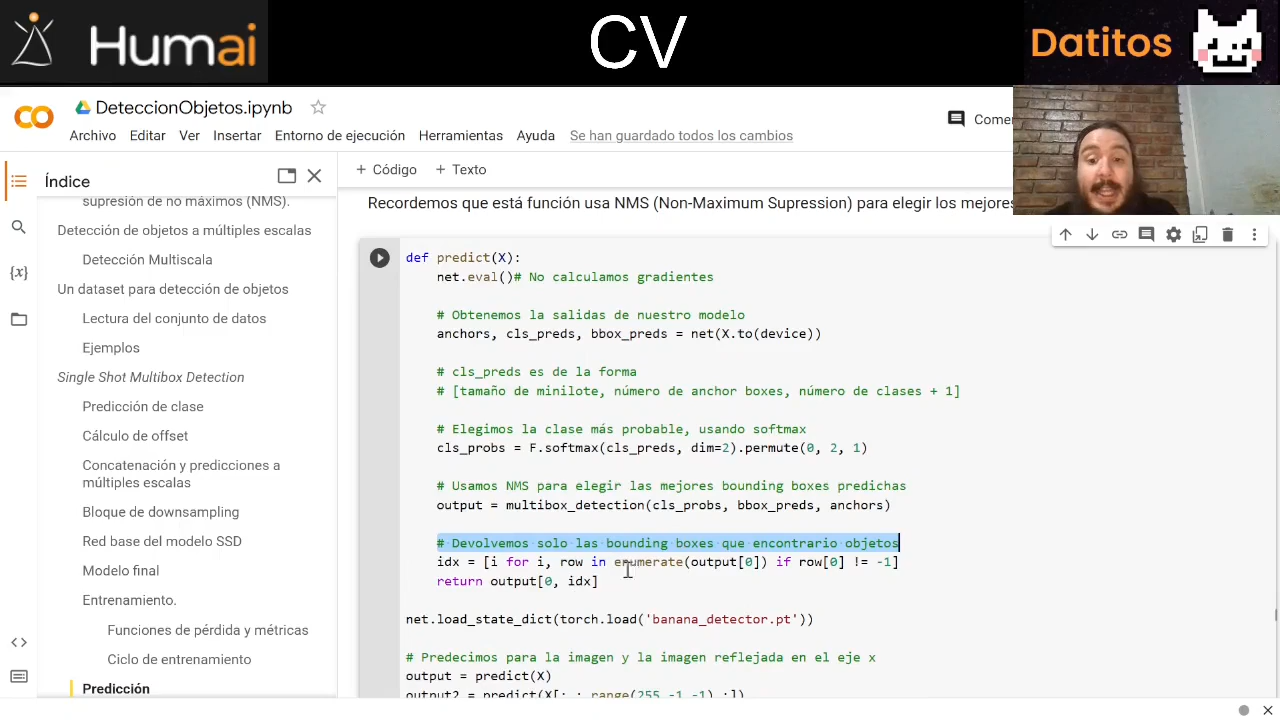 Humai
CV
Datitos
CO
DeteccionObjetos.ipynb
Archivo Editar Ver Insertar Entorno de ejecución Herramientas Ayuda Se han guardado todos los cambios
Comen
Índice
+ Código + Texto
supresión de no máximos (NMS).
Detección de objetos a múltiples escalas
Detección Multiscala
Un dataset para detección de objetos
Lectura del conjunto de datos
Ejemplos
Single Shot Multibox Detection
Predicción de clase
Cálculo de offset
Concatenación y predicciones a
múltiples escalas
Bloque de downsampling
Red base del modelo SSD
Modelo final
Entrenamiento.
Funciones de pérdida y métricas
Ciclo de entrenamiento
Predicción
{x}
Recordemos que está función usa NMS (Non-Maximum Supression) para elegir los mejores
def predict(X):
net.eval()# No calculamos gradientes
# Obtenemos la salidas de nuestro modelo
anchors, cls_preds, bbox_preds = net(X.to(device))
# cls_preds es de la forma
# [tamaño de minilote, número de anchor boxes, número de clases + 1]
# Elegimos la clase más probable, usando softmax
cls_probs = F.softmax(cls_preds, dim=2).permute(0, 2, 1)
# Usamos NMS para elegir las mejores bounding boxes predichas
output = multibox_detection(cls_probs, bbox_preds, anchors)
# Devolvemos solo las bounding boxes que encontrario objetos
idx = [i for i, row in enumerate(output[0]) if row[0] != -1]
return output[0, idx]
net.load_state_dict(torch.load('banana_detector.pt'))
# Predecimos para la imagen y la imagen reflejada en el eje x
output = predict(X)
output2 = predict(X[:,:,range(255,-1,-1),:])